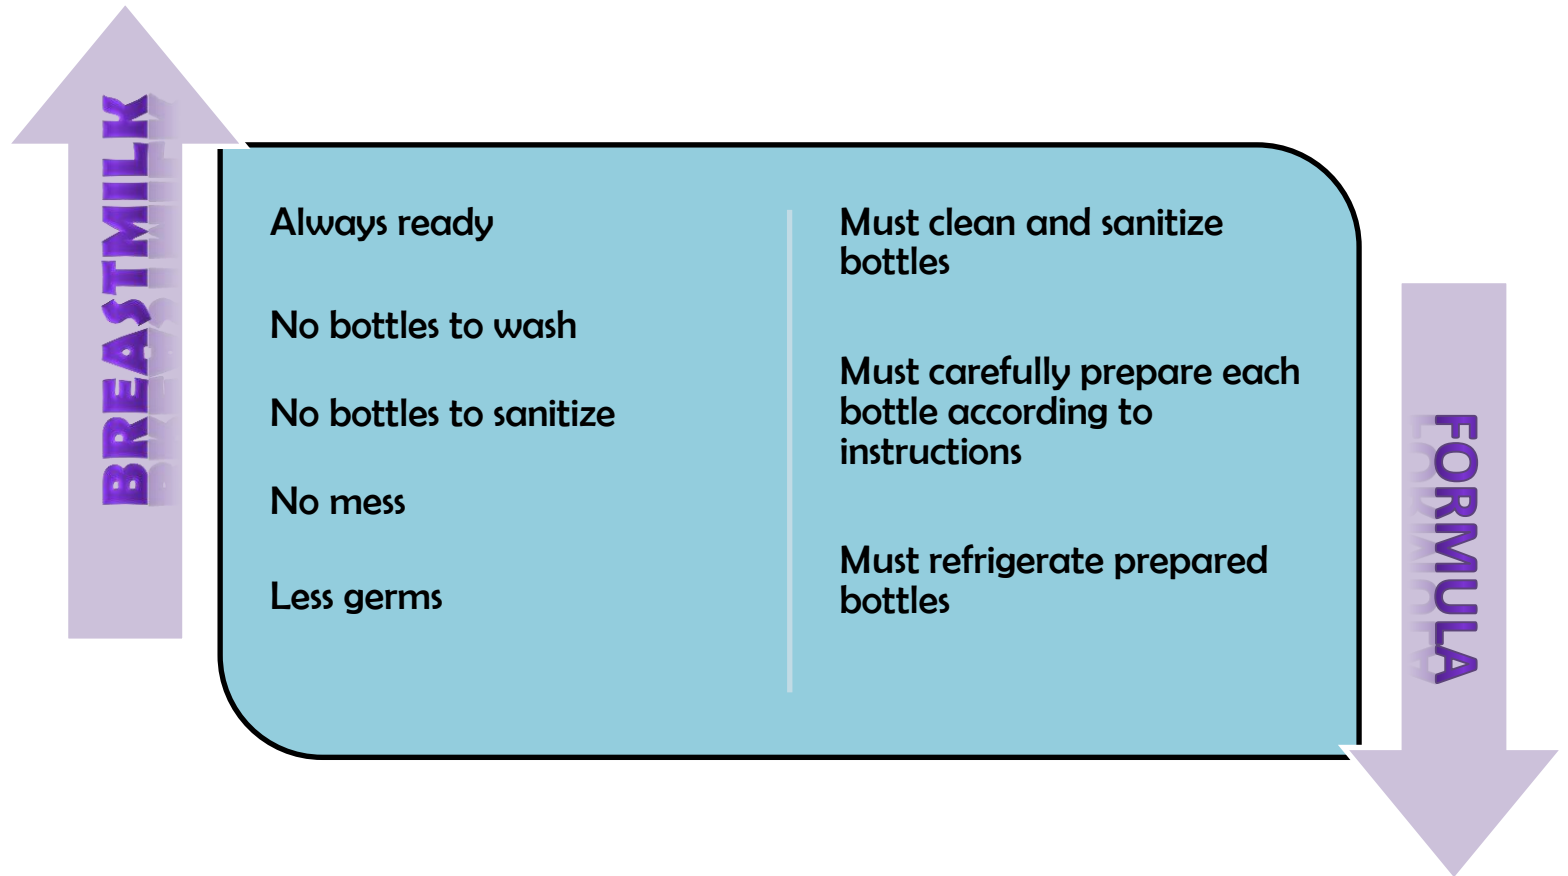 BREASTMILK
Always ready
No bottles to wash
No bottles to sanitize
No mess
Less germs
Must clean and sanitize
bottles
Must carefully prepare each
bottle according to
instructions
Must refrigerate prepared
bottles
FORMULA